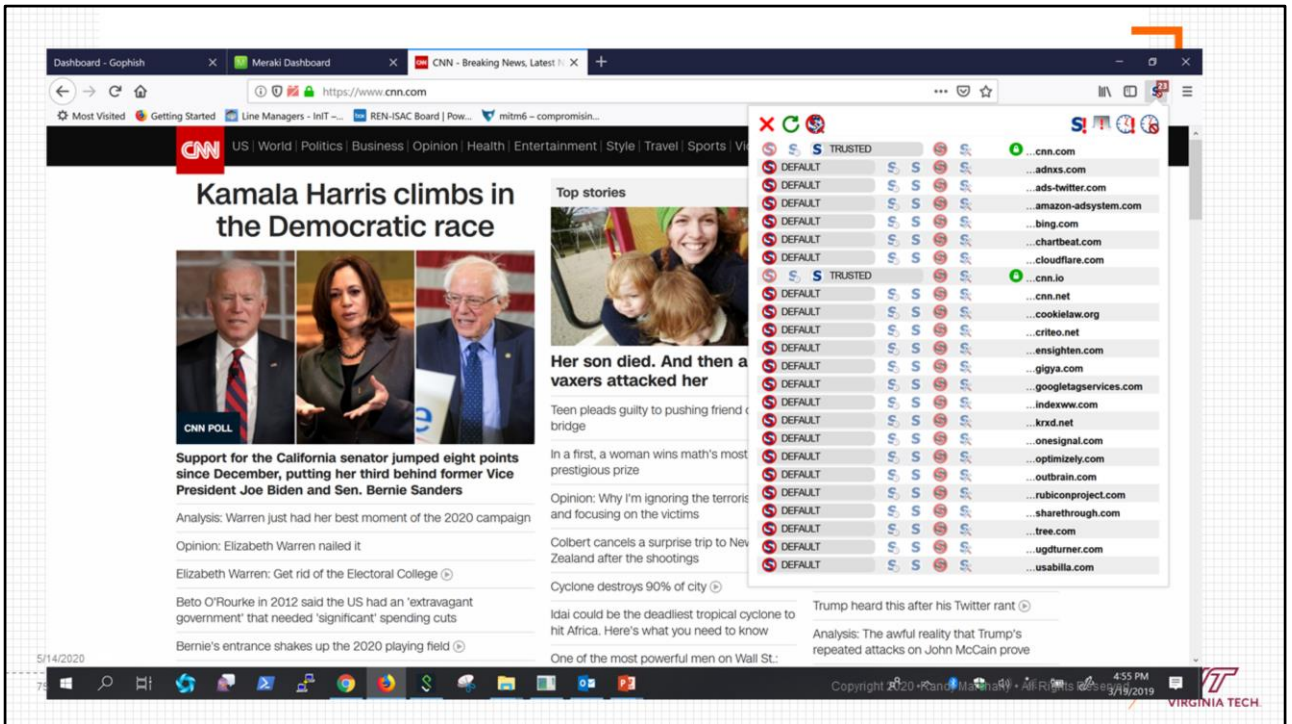 Dashboard - Gophish
Meraki Dashboard
CNN - Breaking News, Latest N
https://www.cnn.com
23
Most Visited
Getting Started
Line Managers - InIT –...
REN-ISAC Board | Pow...
mitm6 – compromisin...
CNN
US | World | Politics | Business | Opinion | Health | Entertainment | Style | Travel | Sports |
Kamala Harris climbs in
the Democratic race
CNN POLL
Support for the California senator jumped eight points
since December, putting her third behind former Vice
President Joe Biden and Sen. Bernie Sanders
Analysis: Warren just had her best moment of the 2020 campaign
Opinion: Elizabeth Warren nailed it
Elizabeth Warren: Get rid of the Electoral College
Beto O'Rourke in 2012 said the US had an 'extravagant
government' that needed 'significant' spending cuts
Bernie's entrance shakes up the 2020 playing field
Top stories
Her son died. And then a
vaxers attacked her
Teen pleads guilty to pushing friend
bridge
In a first, a woman wins math's most
prestigious prize
Opinion: Why I'm ignoring the terroris
and focusing on the victims
Colbert cancels a surprise trip to New
Zealand after the shootings
Cyclone destroys 90% of city
Idai could be the deadliest tropical cyclone to
hit Africa. Here's what you need to know
One of the most powerful men on Wall St.:
Trump heard this after his Twitter rant
Analysis: The awful reality that Trump's
repeated attacks on John McCain prove
TRUSTED ...cnn.com
DEFAULT ...adnxs.com
DEFAULT ...ads-twitter.com
DEFAULT ...amazon-adsystem.com
DEFAULT ...bing.com
DEFAULT ...chartbeat.com
DEFAULT ...cloudflare.com
TRUSTED ...cnn.io
DEFAULT ...cnn.net
DEFAULT ...cookielaw.org
DEFAULT ...criteo.net
DEFAULT ...ensighten.com
DEFAULT ...gigya.com
DEFAULT ...googletagservices.com
DEFAULT ...indexww.com
DEFAULT ...krxd.net
DEFAULT ...onesignal.com
DEFAULT ...optimizely.com
DEFAULT ...outbrain.com
DEFAULT ...rubiconproject.com
DEFAULT ...sharethrough.com
DEFAULT ...tree.com
DEFAULT ...ugdturner.com
DEFAULT ...usabilla.com
5/14/2020
4:55 PM
3/19/2019
Copyright 2020 • Randy Marchany • All Rights Reserved
VT
VIRGINIA TECH.